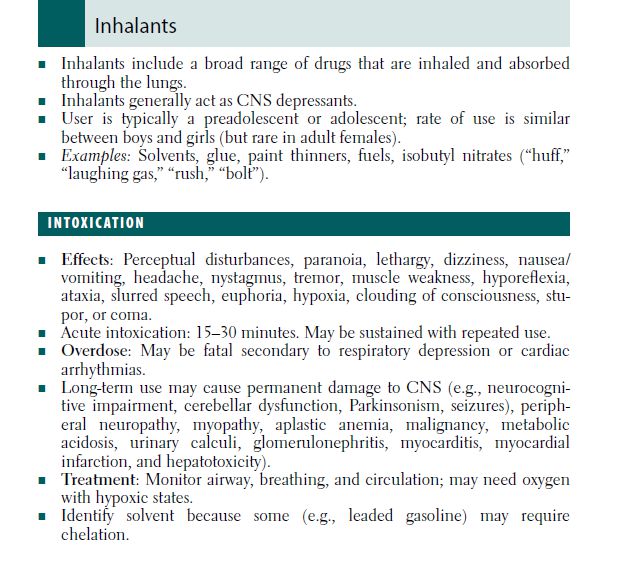 Inhalants
■ Inhalants include a broad range of drugs that are inhaled and absorbed
through the lungs.
■ Inhalants generally act as CNS depressants.
■ User is typically a preadolescent or adolescent; rate of use is similar
between boys and girls (but rare in adult females).
■ Examples: Solvents, glue, paint thinners, fuels, isobutyl nitrates (“huff,”
“laughing gas,” “rush,” “bolt”).
INTOXICATION
■ Effects: Perceptual disturbances, paranoia, lethargy, dizziness, nausea/
vomiting, headache, nystagmus, tremor, muscle weakness, hyporeflexia,
ataxia, slurred speech, euphoria, hypoxia, clouding of consciousness, stu-
por, or coma.
■ Acute intoxication: 15–30 minutes. May be sustained with repeated use.
■ Overdose: May be fatal secondary to respiratory depression or cardiac
arrhythmias.
■ Long-term use may cause permanent damage to CNS (e.g., neurocogni-
tive impairment, cerebellar dysfunction, Parkinsonism, seizures), periph-
eral neuropathy, myopathy, aplastic anemia, malignancy, metabolic
acidosis, urinary calculi, glomerulonephritis, myocarditis, myocardial
infarction, and hepatotoxicity).
■ Treatment: Monitor airway, breathing, and circulation; may need oxygen
with hypoxic states.
■ Identify solvent because some (e.g., leaded gasoline) may require
chelation.